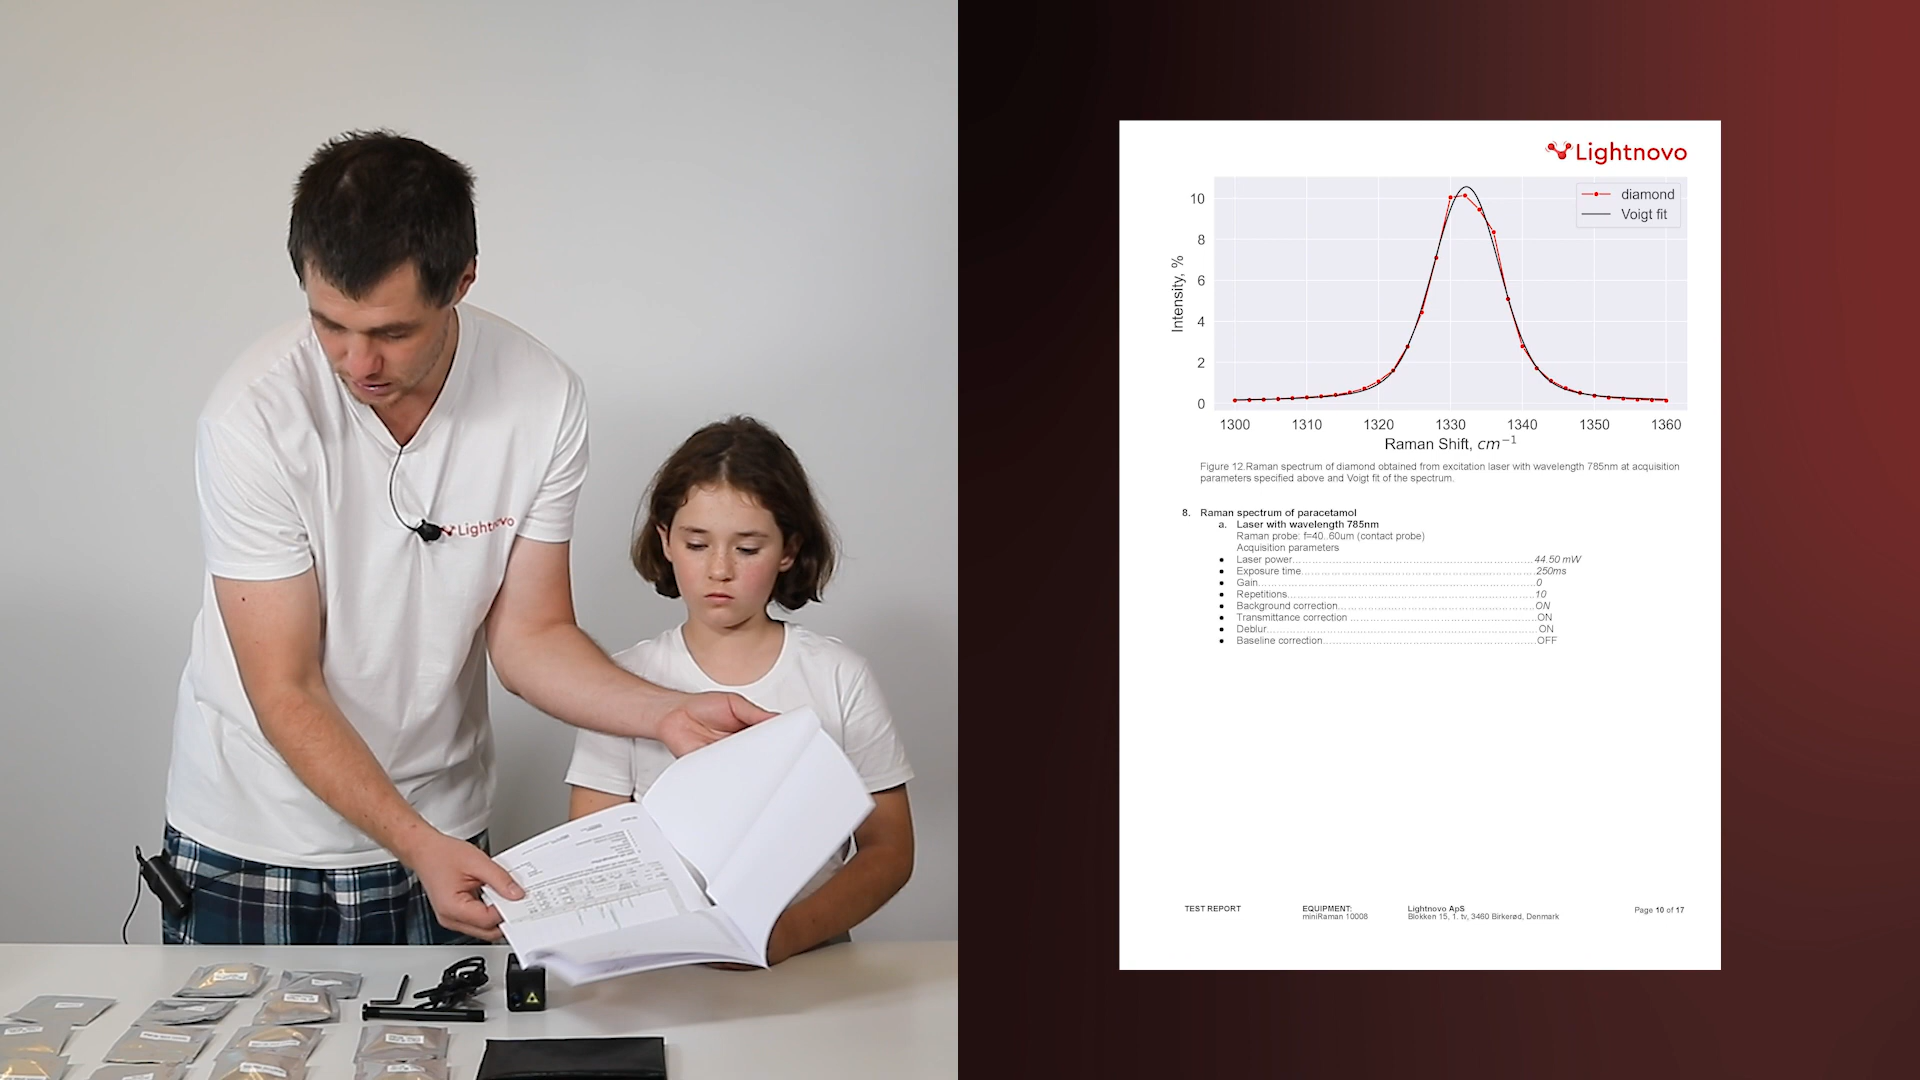 Lightnovo
Lightnovo
10
8
6
4
2
0
Intensity, %
diamond
Voigt fit
1300 1310 1320 1330 1340 1350 1360
Raman Shift, cm⁻¹
Figure 12.Raman spectrum of diamond obtained from excitation laser with wavelength 785nm at acquisition
parameters specified above and Voigt fit of the spectrum.
8. Raman spectrum of paracetamol
a. Laser with wavelength 785nm
Raman probe: f=40..60um (contact probe)
Acquisition parameters
• Laser power……………………………………………………………44.50 mW
• Exposure time……………………………………………………………250ms
• Gain……………………………………………………………0
• Repetitions……………………………………………………………10
• Background correction……………………………………………………ON
• Transmittance correction ……………………………………………………ON
• Deblur……………………………………………………………ON
• Baseline correction……………………………………………………OFF
TEST REPORT EQUIPMENT: Lightnovo ApS Page 10 of 17
miniRaman 10008 Blokken 15, 1. tv, 3460 Birkerød, Denmark